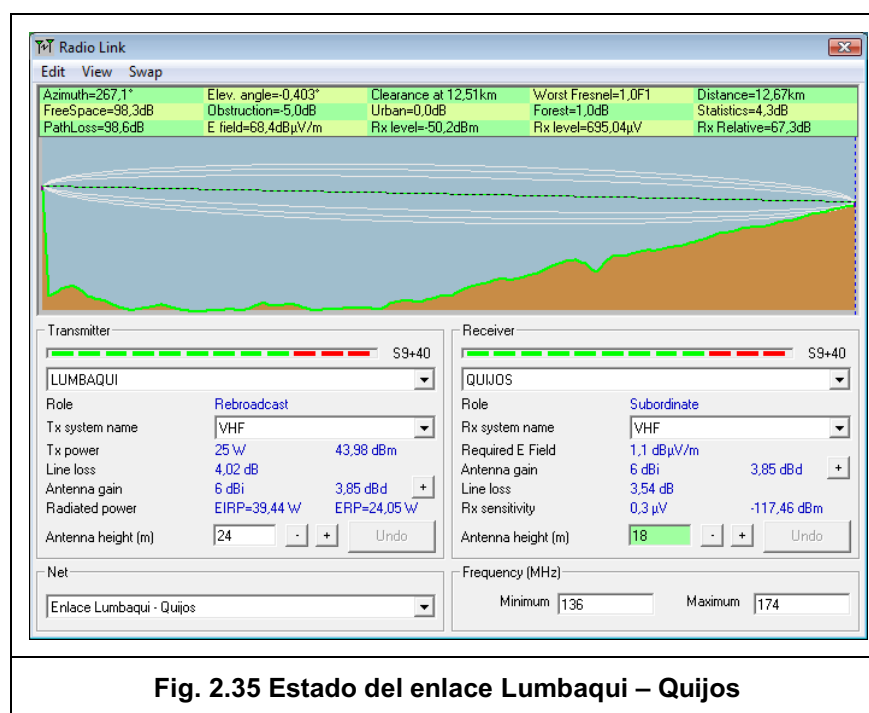 Radio Link
Edit View Swap
Azimuth=267,1° Elev. angle=-0,403° Clearance at 12,51km Worst Fresnel=1,0F1 Distance=12,67km
FreeSpace=98,3dB Obstruction=-5,0dB Urban=0,0dB Forest=1,0dB Statistics=4,3dB
PathLoss=98,6dB E field=68,4dBµV/m Rx level=-50,2dBm Rx level=695,04µV Rx Relative=67,3dB
Transmitter Receiver
S9+40 S9+40
LUMBAQUI QUIJOS
Role Rebroadcast Role Subordinate
Tx system name VHF Rx system name VHF
Tx power 25 W 43,98 dBm Required E Field 1,1 dBµV/m
Line loss 4,02 dB Antenna gain 6 dBi 3,85 dBd +
Antenna gain 6 dBi 3,85 dBd + Line loss 3,54 dB
Radiated power EIRP=39,44 W ERP=24,05 W Rx sensitivity 0,3 µV -117,46 dBm
Antenna height (m) 24 - + Undo Antenna height (m) 18 - + Undo
Net Frequency (MHz)
Enlace Lumbaqui - Quijos Minimum 136 Maximum 174
Fig. 2.35 Estado del enlace Lumbaqui – Quijos